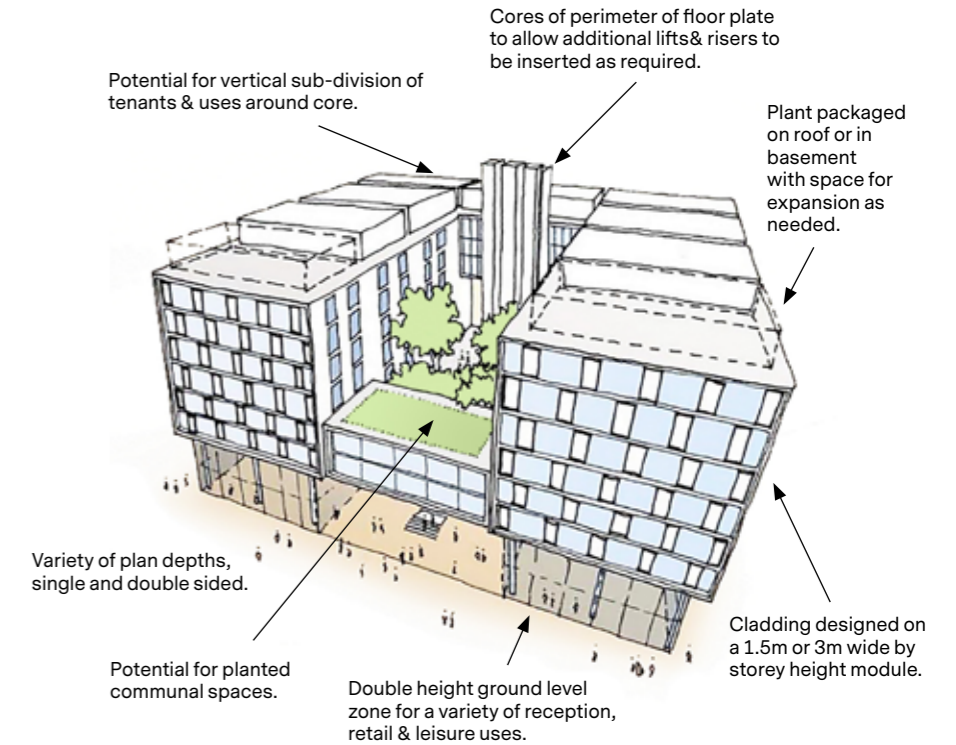 Cores of perimeter of floor plate
to allow additional lifts& risers to
be inserted as required.
Potential for vertical sub-division of
tenants & uses around core.
Plant packaged
on roof or in
basement
with space for
expansion as
needed.
Variety of plan depths,
single and double sided.
Potential for planted
communal spaces.
Double height ground level
zone for a variety of reception,
retail & leisure uses.
Cladding designed on
a 1.5m or 3m wide by
storey height module.